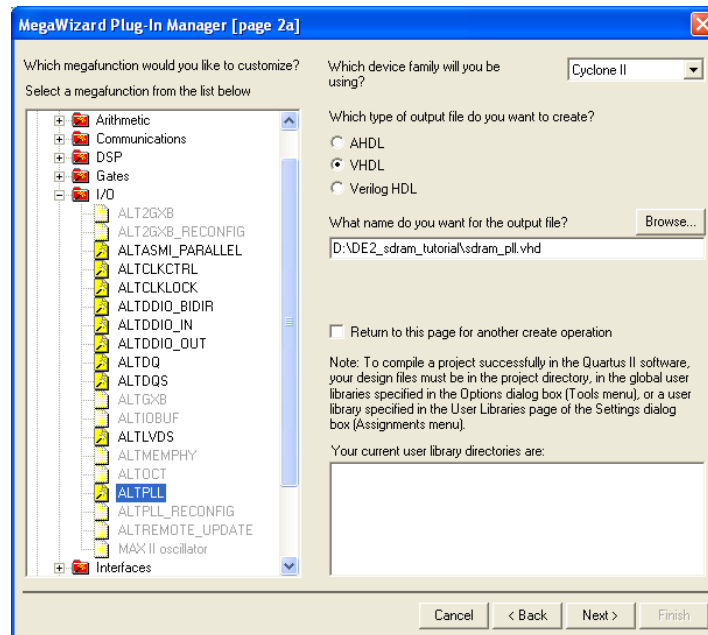 MegaWizard Plug-In Manager [page 2a]
Which megafunction would you like to customize?
Select a megafunction from the list below
Arithmetic
Communications
DSP
Gates
I/O
ALT2GXB
ALT2GXB_RECONFIG
ALTASMI_PARALLEL
ALTCLKCTRL
ALTCLKLOCK
ALTDDIO_BIDIR
ALTDDIO_IN
ALTDDIO_OUT
ALTDQ
ALTDQS
ALTGXB
ALTIOBUF
ALTLVDS
ALTMEMPHY
ALTOCT
ALTPLL
ALTPLL_RECONFIG
ALTREMOTE_UPDATE
MAX II oscillator
Interfaces
Which device family will you be
using?
Cyclone II
Which type of output file do you want to create?
AHDL
VHDL
Verilog HDL
What name do you want for the output file?
Browse...
D:\DE2_sdram_tutorial\sdram_pll.vhd
Return to this page for another create operation
Note: To compile a project successfully in the Quartus II software,
your design files must be in the project directory, in the global user
libraries specified in the Options dialog box (Tools menu), or a user
library specified in the User Libraries page of the Settings dialog
box (Assignments menu).
Your current user library directories are:
Cancel
< Back
Next >
Finish